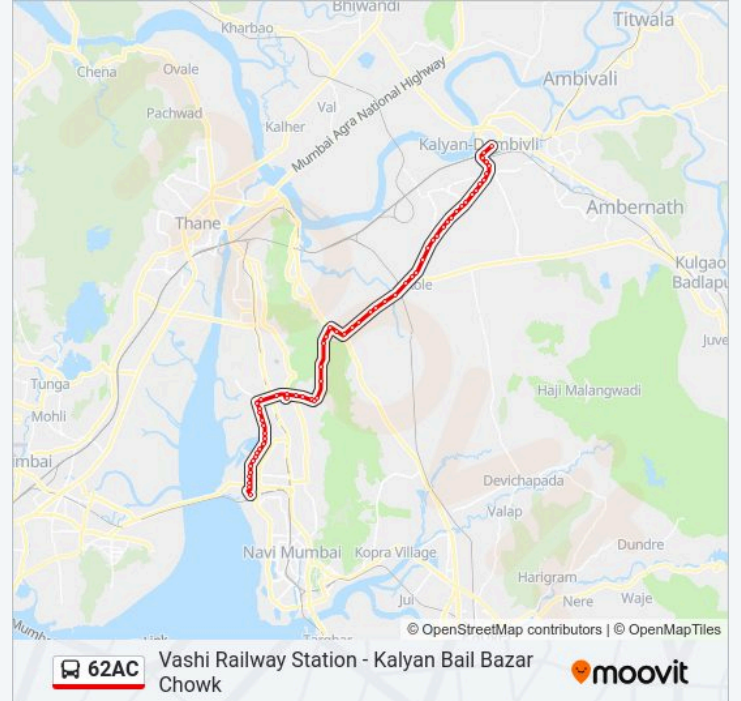 Bhiwndi
Titwala
Kharbao
Chena
Ovale
Ambivali
Mumbai Agra National Highway
Val
Pachwad
Kalher
Kalyan-Dombivli
Thane
Ambernath
Kulgao
Badlapu
ole
Juve
Tunga
Haji Malangwadi
Mohli
mbai
Devichapada
Valap
Navi Mumbai
Kopra Village
Dundre
Harigram
Jui
Nere
Waje
© OpenStreetMap contributors | © OpenMapTiles
62AC
Vashi Railway Station - Kalyan Bail Bazar
Chowk
moovit